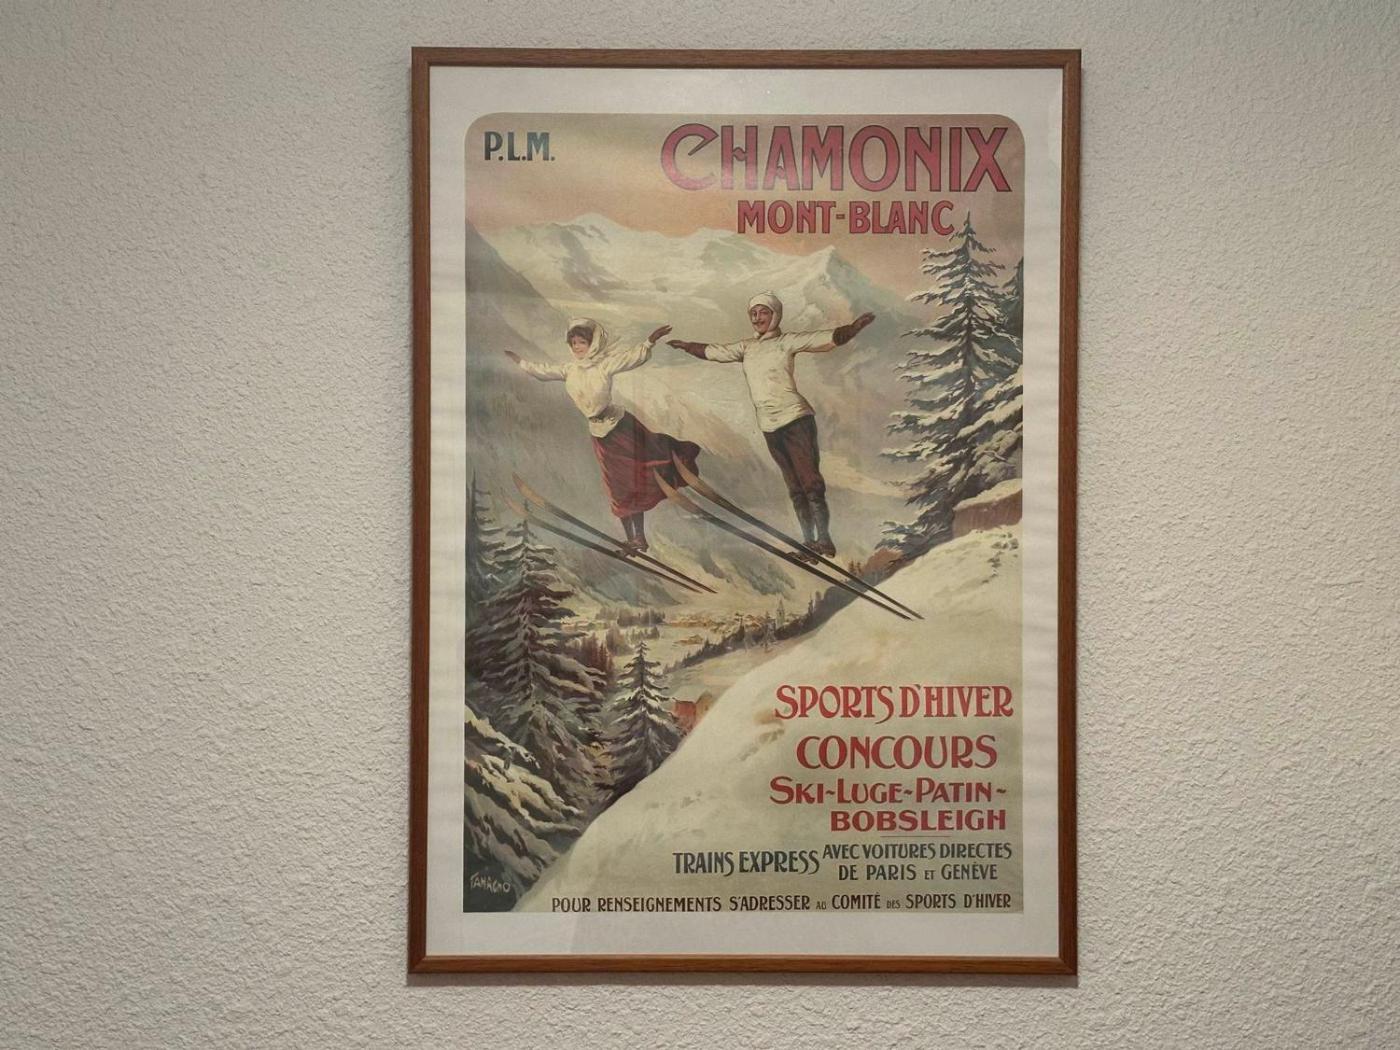 P.L.M.
CHAMONIX
MONT-BLANC
SPORTS D'HIVER
CONCOURS
SKI-LUGE-PATIN-
BOBSLEIGH
TRAINS EXPRESS AVEC VOITURES DIRECTES
DE PARIS ET GENÈVE
TAMAGNO
POUR RENSEIGNEMENTS S'ADRESSER AU COMITÉ DES SPORTS D'HIVER